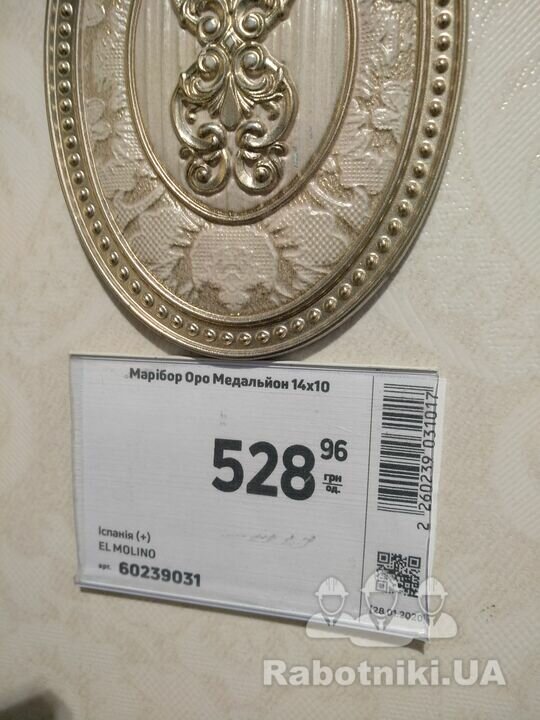 Марібор Оро Медальйон 14x10
528 96
грн
од.
Іспанія (+)
EL MOLINO
арт. 60239031
2 260239 031017
(28.01.2020)
Rabotniki.UA